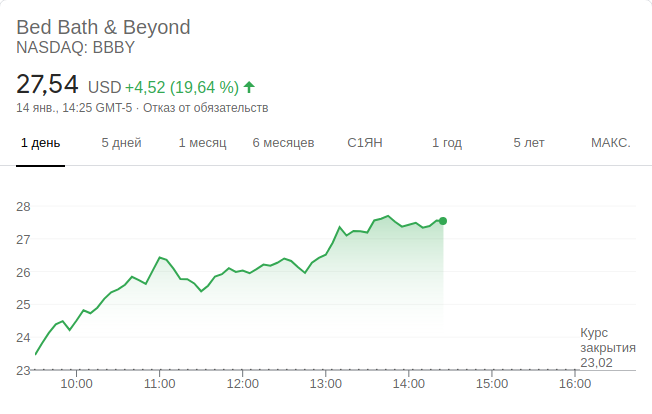 Bed Bath & Beyond
NASDAQ: BBBY
27,54 USD +4,52 (19,64 %)
14 янв., 14:25 GMT-5 · Отказ от обязательств
1 день 5 дней 1 месяц 6 месяцев С1ЯН 1 год 5 лет МАКС.
28
27
26
25
24
23
Курс
закрытия
23,02
10:00 11:00 12:00 13:00 14:00 15:00 16:00